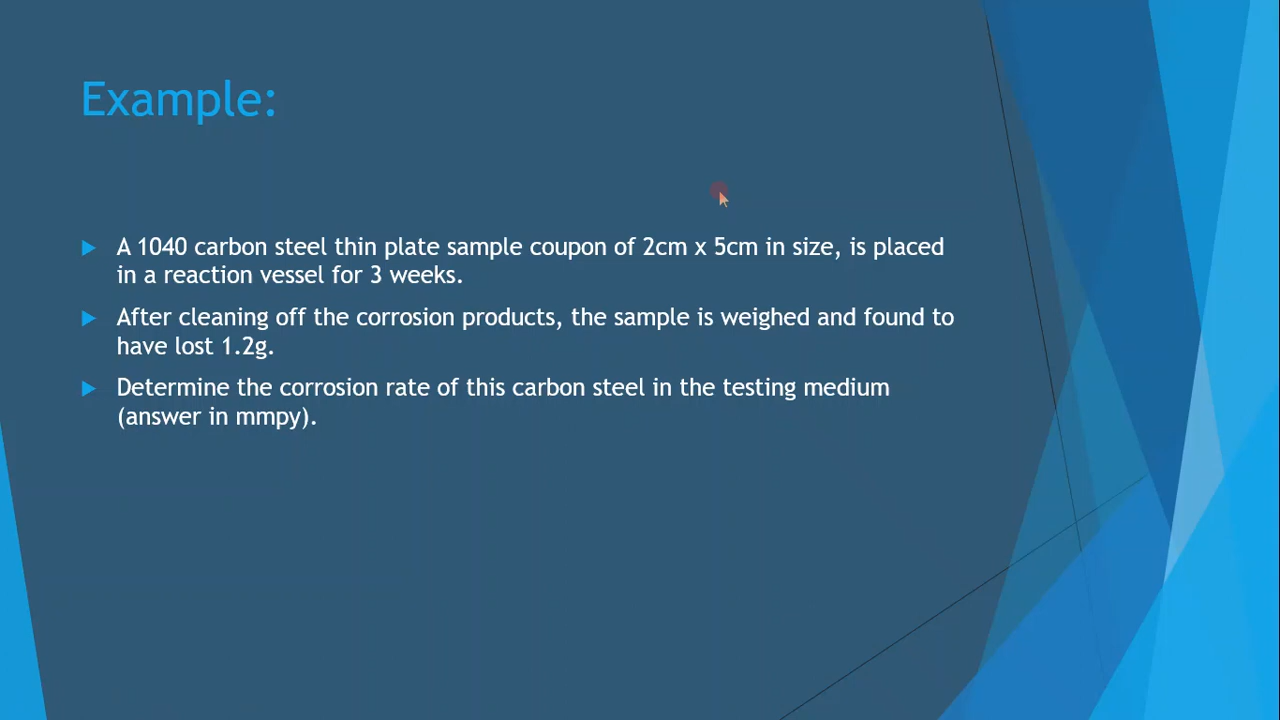 Example:
A 1040 carbon steel thin plate sample coupon of 2cm x 5cm in size, is placed
in a reaction vessel for 3 weeks.
After cleaning off the corrosion products, the sample is weighed and found to
have lost 1.2g.
Determine the corrosion rate of this carbon steel in the testing medium
(answer in mmpy).